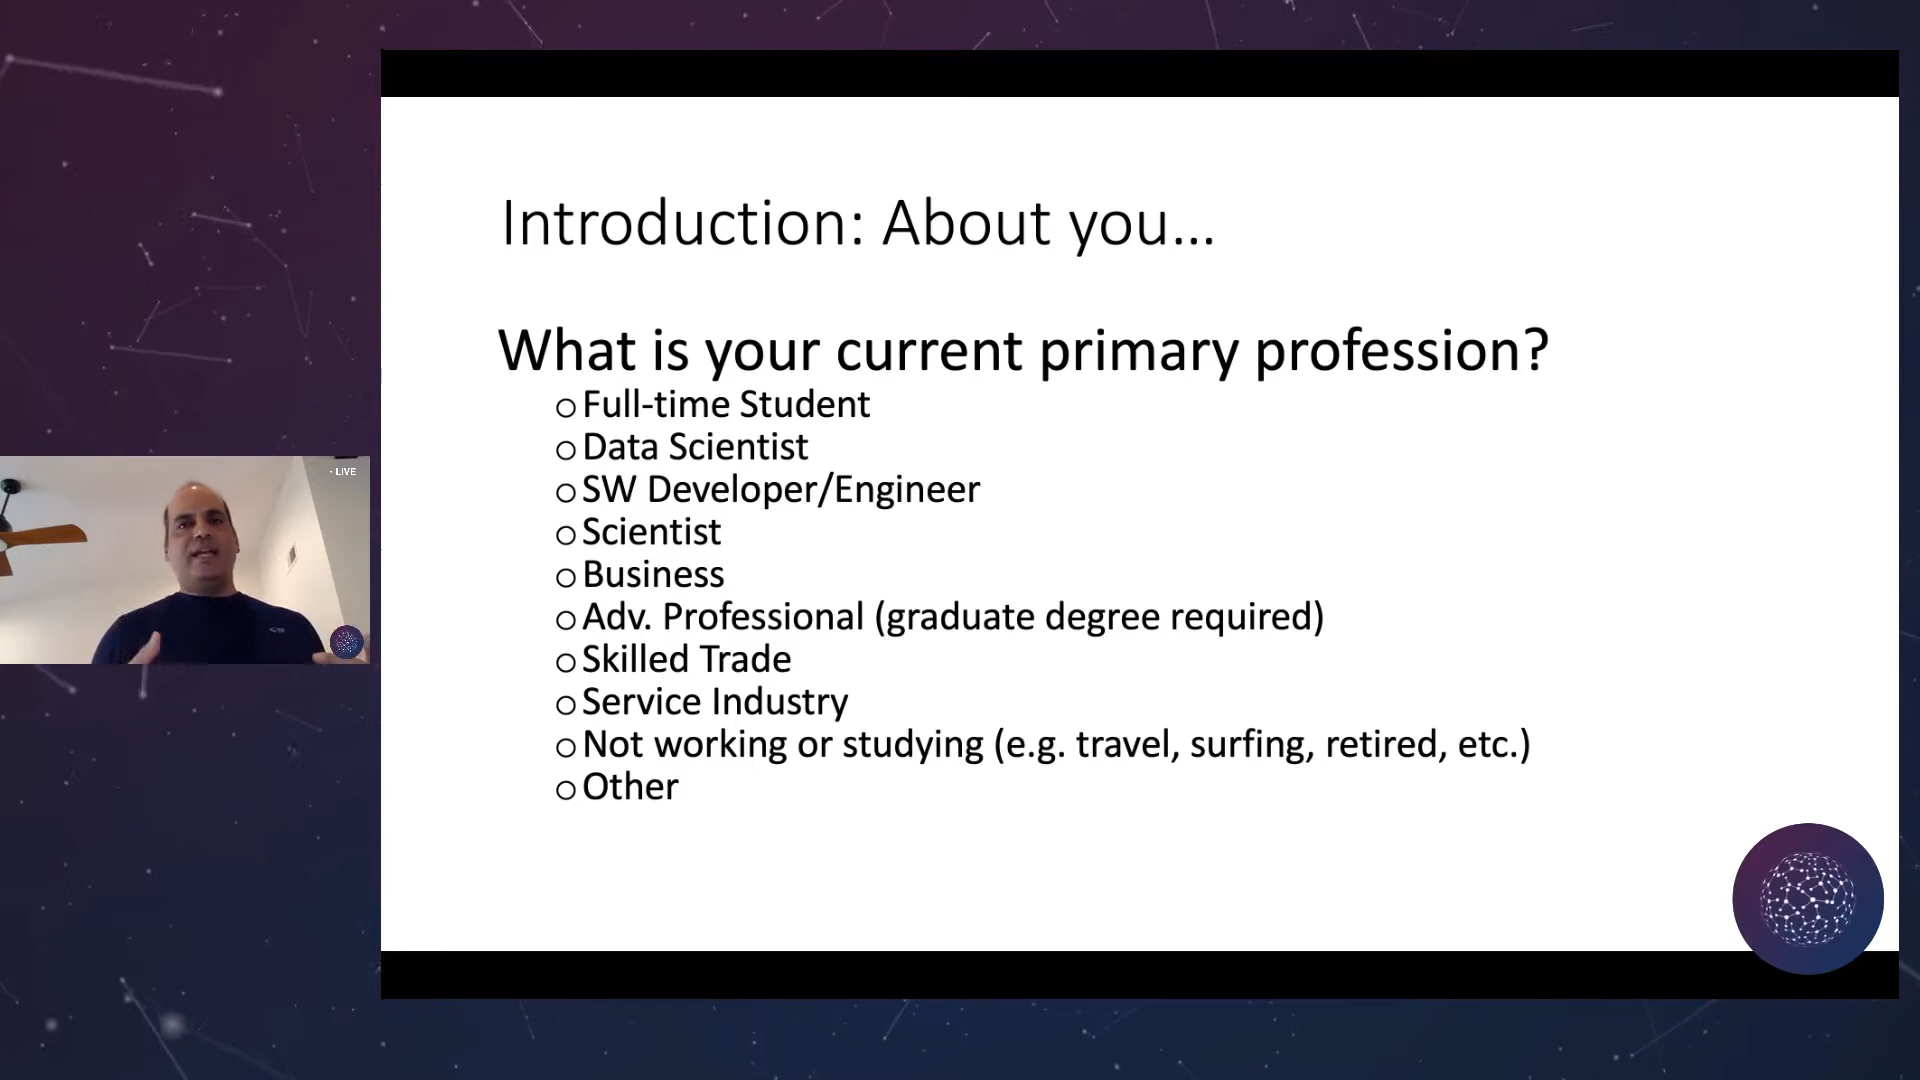 Introduction: About you...
What is your current primary profession?
Full-time Student
Data Scientist
SW Developer/Engineer
Scientist
Business
Adv. Professional (graduate degree required)
Skilled Trade
Service Industry
Not working or studying (e.g. travel, surfing, retired, etc.)
Other
LIVE